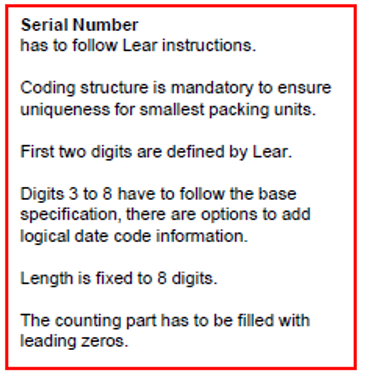 Serial Number
has to follow Lear instructions.
Coding structure is mandatory to ensure
uniqueness for smallest packing units.
First two digits are defined by Lear.
Digits 3 to 8 have to follow the base
specification, there are options to add
logical date code information.
Length is fixed to 8 digits.
The counting part has to be filled with
leading zeros.